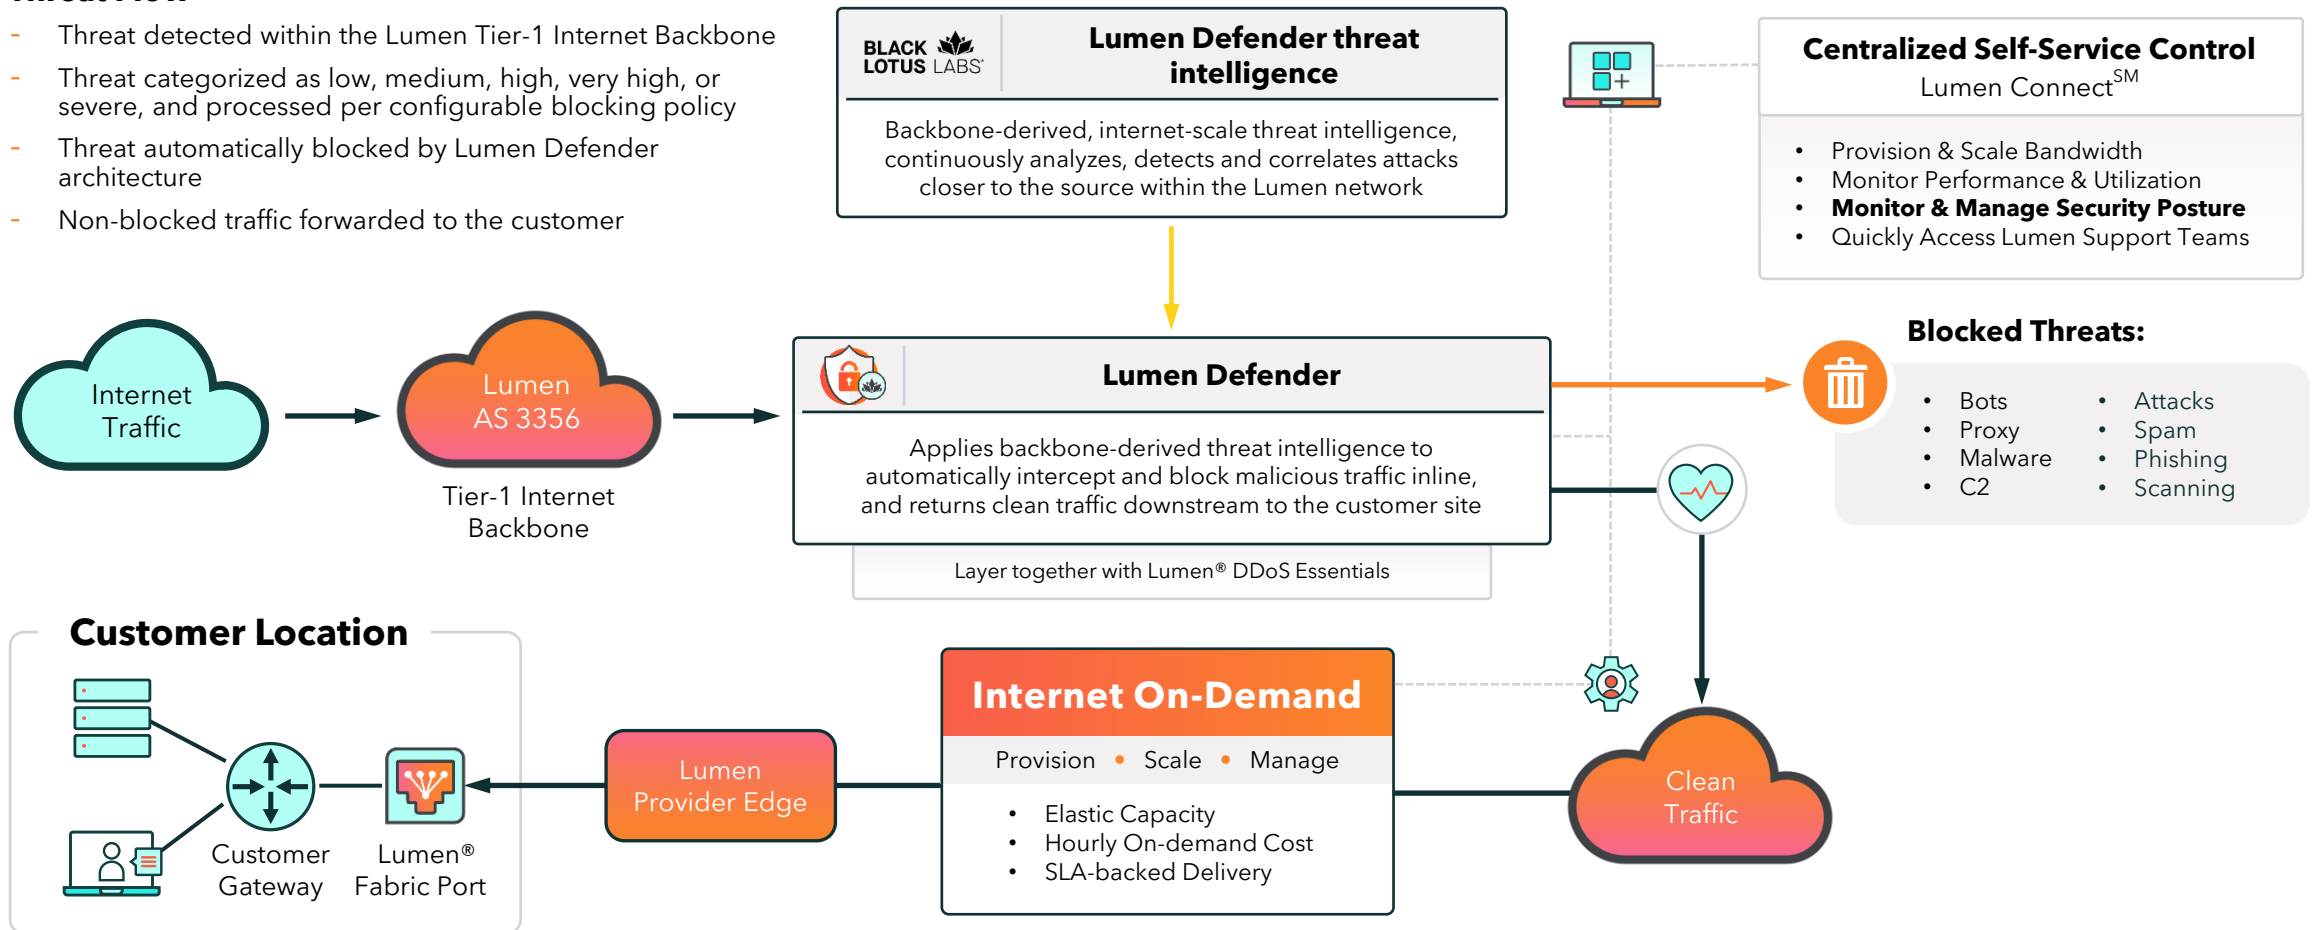 - Threat detected within the Lumen Tier-1 Internet Backbone
- Threat categorized as low, medium, high, very high, or
severe, and processed per configurable blocking policy
- Threat automatically blocked by Lumen Defender
architecture
- Non-blocked traffic forwarded to the customer
BLACK
LOTUS LABS®
Lumen Defender threat
intelligence
Backbone-derived, internet-scale threat intelligence,
continuously analyzes, detects and correlates attacks
closer to the source within the Lumen network
Centralized Self-Service Control
Lumen Connect℠
• Provision & Scale Bandwidth
• Monitor Performance & Utilization
• Monitor & Manage Security Posture
• Quickly Access Lumen Support Teams
Internet
Traffic
Lumen
AS 3356
Tier-1 Internet
Backbone
Lumen Defender
Applies backbone-derived threat intelligence to
automatically intercept and block malicious traffic inline,
and returns clean traffic downstream to the customer site
Layer together with Lumen® DDoS Essentials
Blocked Threats:
• Bots
• Proxy
• Malware
• C2
• Attacks
• Spam
• Phishing
• Scanning
Clean
Traffic
Internet On-Demand
Provision • Scale • Manage
• Elastic Capacity
• Hourly On-demand Cost
• SLA-backed Delivery
Lumen
Provider Edge
Customer Location
Customer
Gateway
Lumen®
Fabric Port